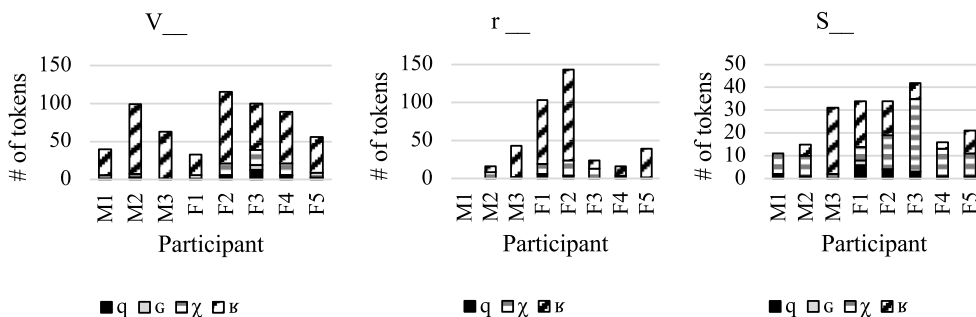 V__
r __
S__
# of tokens
150
100
50
0
M1
M2
M3
F1
F2
F3
F4
F5
Participant
# of tokens
150
100
50
0
M1
M2
M3
F1
F2
F3
F4
F5
Participant
# of tokens
50
40
30
20
10
0
M1
M2
M3
F1
F2
F3
F4
F5
Participant
q ɢ χ ʁ
q ɢ χ ʁ
q ɢ χ ʁ